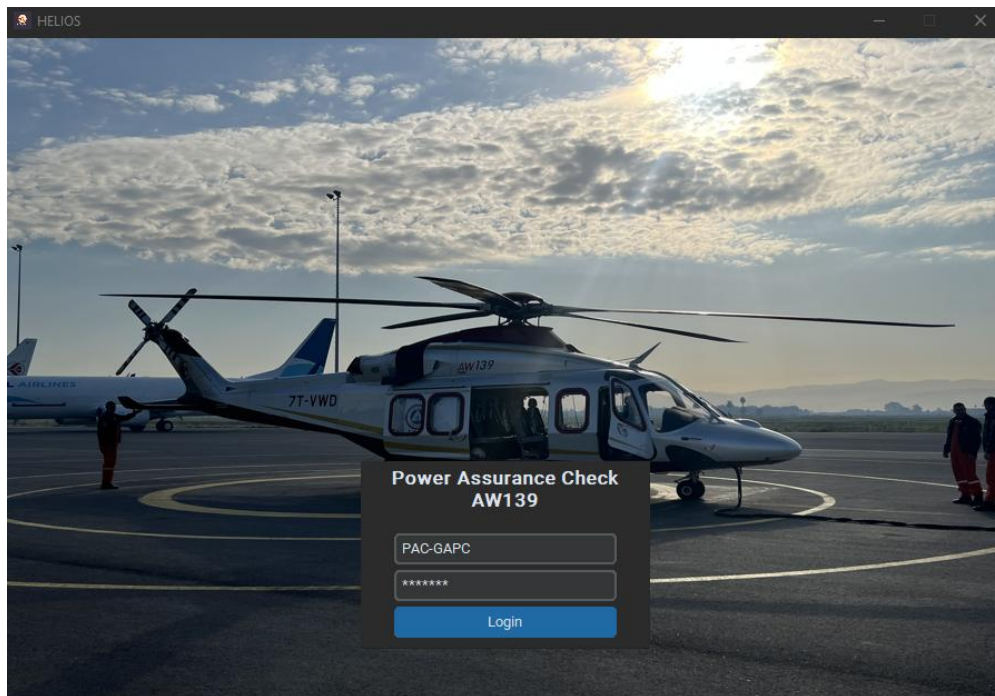 HELIOS
AW139
AIRLINES
7T-VWD
Power Assurance Check
AW139
PAC-GAPC
*******
Login